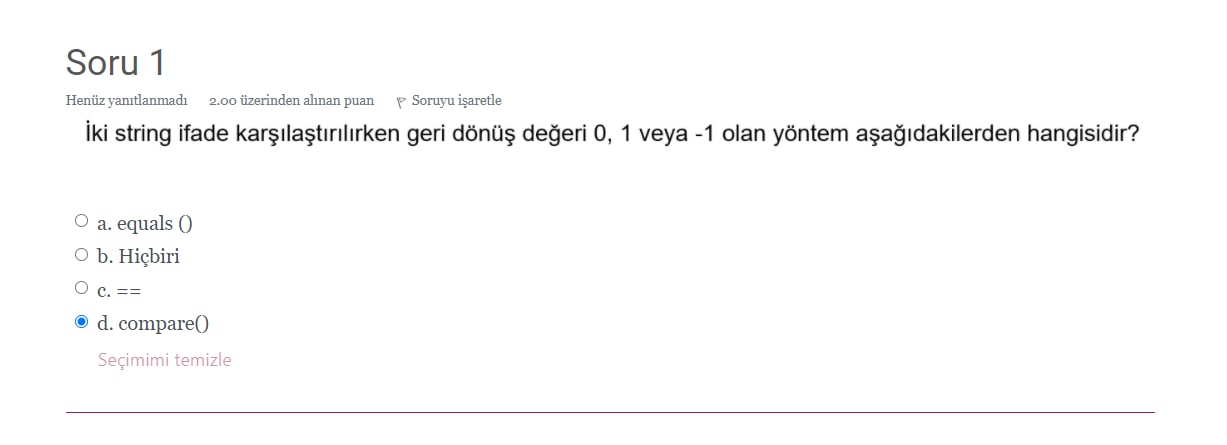 Soru 1
Henüz yanıtlanmadı 2.00 üzerinden alınan puan Soruyu işaretle
İki string ifade karşılaştırılırken geri dönüş değeri 0, 1 veya -1 olan yöntem aşağıdakilerden hangisidir?
a. equals ()
b. Hiçbiri
c. ==
d. compare()
Seçimimi temizle